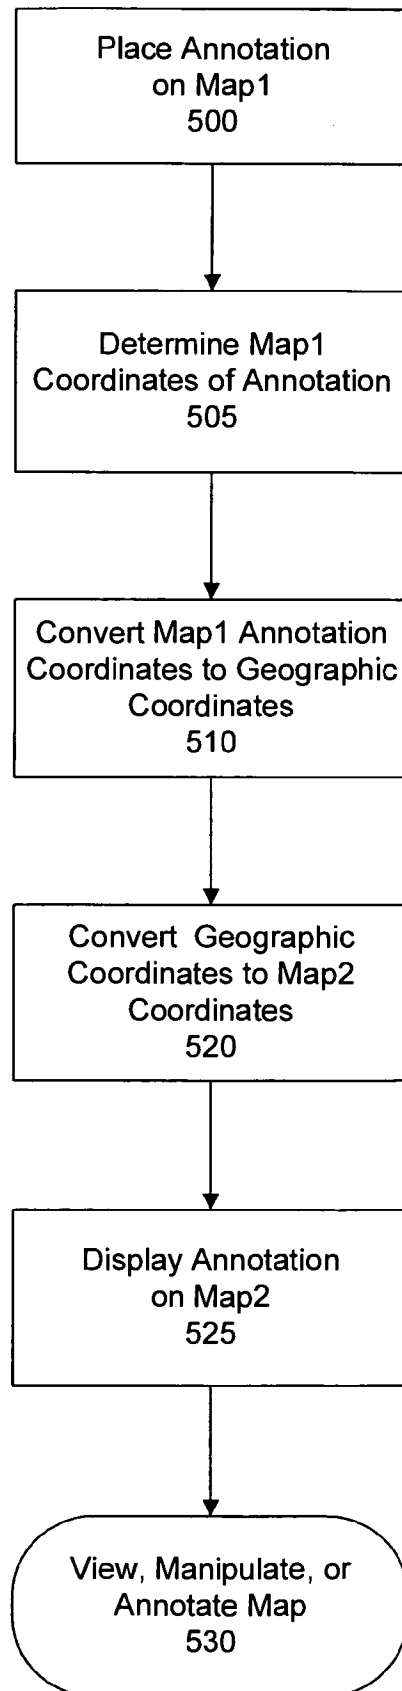 Place Annotation
on Map1
500
Determine Map1
Coordinates of Annotation
505
Convert Map1 Annotation
Coordinates to Geographic
Coordinates
510
Convert Geographic
Coordinates to Map2
Coordinates
520
Display Annotation
on Map2
525
View, Manipulate, or
Annotate Map
530